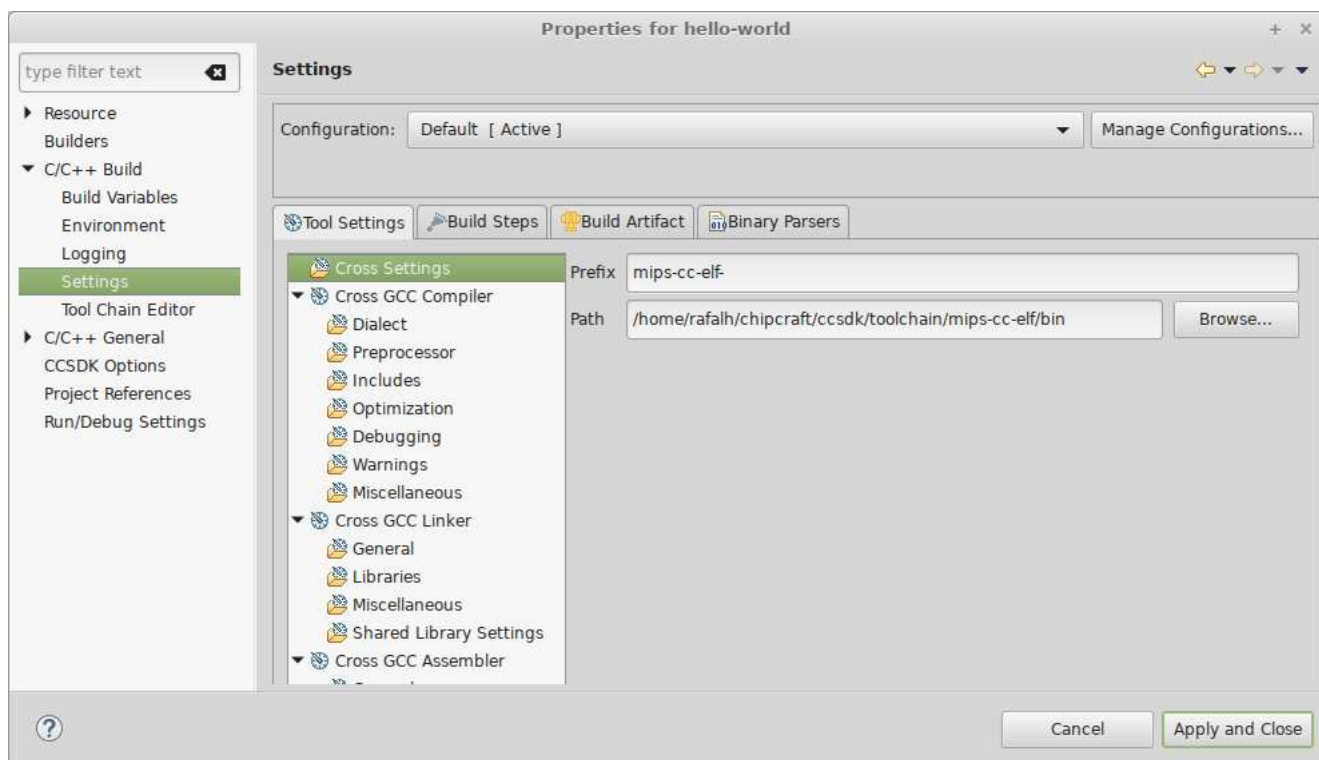 Properties for hello-world
type filter text
Resource
Builders
C/C++ Build
Build Variables
Environment
Logging
Settings
Tool Chain Editor
C/C++ General
CCSDK Options
Project References
Run/Debug Settings
Settings
Configuration: Default [ Active ] Manage Configurations...
Tool Settings Build Steps Build Artifact Binary Parsers
Cross Settings
Cross GCC Compiler
Dialect
Preprocessor
Includes
Optimization
Debugging
Warnings
Miscellaneous
Cross GCC Linker
General
Libraries
Miscellaneous
Shared Library Settings
Cross GCC Assembler
Prefix mips-cc-elf-
Path /home/rafalh/chipcraft/ccsdk/toolchain/mips-cc-elf/bin Browse...
Cancel Apply and Close